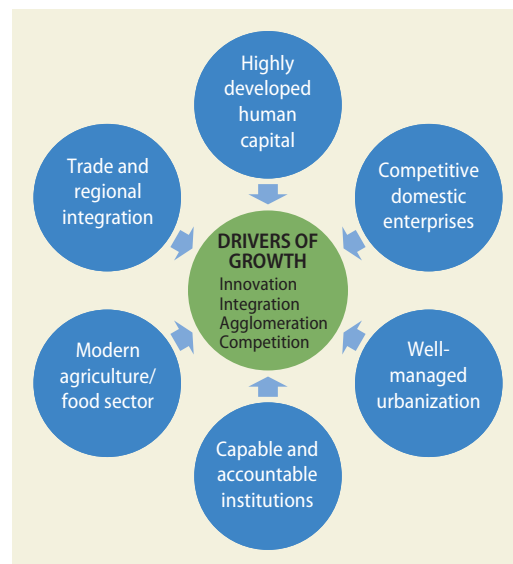 Highly
developed
human
capital
Trade and
regional
integration
Competitive
domestic
enterprises
DRIVERS OF
GROWTH
Innovation
Integration
Agglomeration
Competition
Modern
agriculture/
food sector
Well-
managed
urbanization
Capable and
accountable
institutions